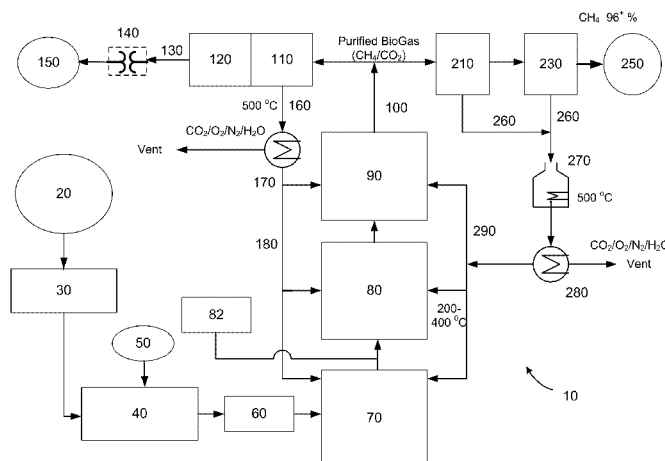 CH4 96+ %
140
Purified BioGas
(CH4/CO2)
150
130
120
110
210
230
250
500 °C
160
100
260
260
CO2/O2/N2/H2O
Vent
270
20
170
90
500 °C
180
290
CO2/O2/N2/H2O
Vent
30
80
280
82
200-
400 °C
50
10
40
60
70